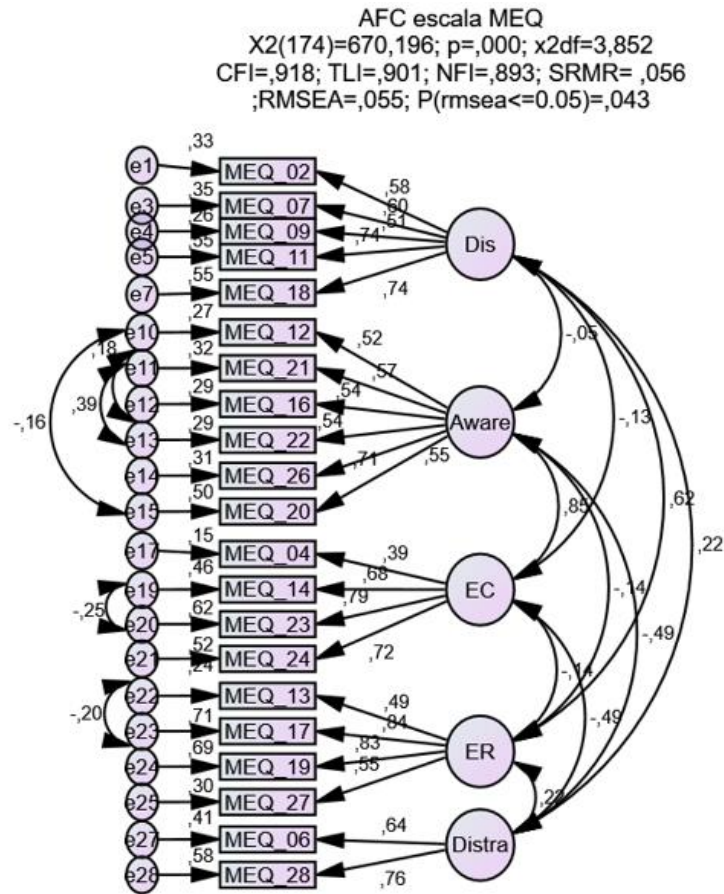 AFC escala MEQ
X2(174)=670,196; p=,000; x2df=3,852
CFI=,918; TLI=,901; NFI=,893; SRMR= ,056
;RMSEA=,055; P(rmsea<=0.05)=,043
e1 ,33 MEQ_02 ,58
e3 ,35 MEQ_07 ,60
e4 ,26 MEQ_09 ,51
e5 ,55 MEQ_11 ,74
Dis
e7 ,55 MEQ_18 ,74
e10 ,27 MEQ_12 ,52
-,05
,18
e11 ,32 MEQ_21 ,57
e12 ,29 MEQ_16 ,54
-,16 ,39
Aware -,13
e13 ,29 MEQ_22 ,54
e14 ,31 MEQ_26 ,71
e15 ,50 MEQ_20 ,55
,85 ,62 ,22
e17 ,15 MEQ_04 ,39
e19 ,46 MEQ_14 ,68
EC
-,25
-,14 -,49
e20 ,62 MEQ_23 ,79
e21 ,52 MEQ_24 ,72
-,14
e22 ,24 MEQ_13 ,49
-,20 -,49
e23 ,71 MEQ_17 ,84
ER
e24 ,69 MEQ_19 ,83
e25 ,30 MEQ_27 ,55
,22
e27 ,41 MEQ_06 ,64
Distra
e28 ,58 MEQ_28 ,76